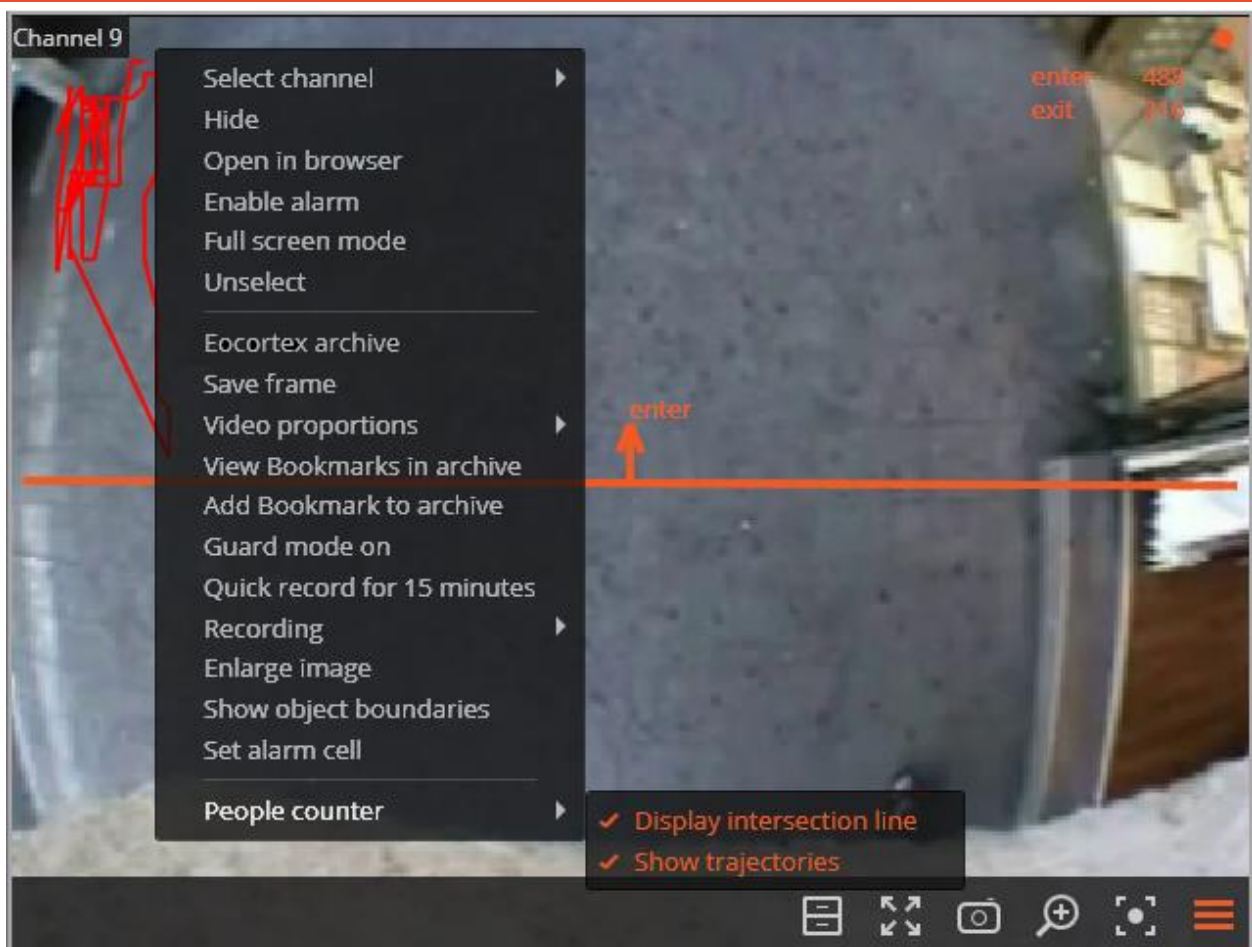 Channel 9
enter 488
exit 316
Select channel
Hide
Open in browser
Enable alarm
Full screen mode
Unselect
Eocortex archive
Save frame
Video proportions
enter
View Bookmarks in archive
Add Bookmark to archive
Guard mode on
Quick record for 15 minutes
Recording
Enlarge image
Show object boundaries
Set alarm cell
People counter
Display intersection line
Show trajectories